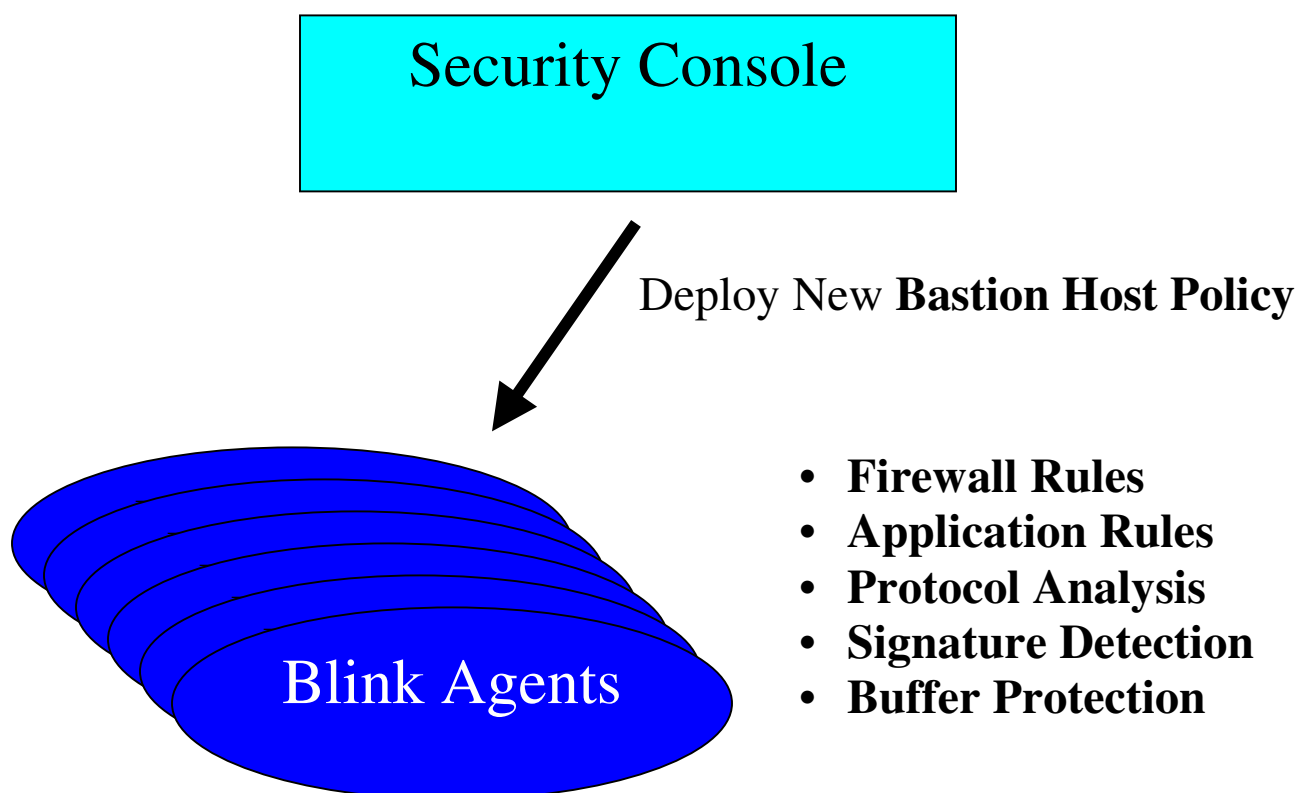 Security Console
Deploy New Bastion Host Policy
• Firewall Rules
• Application Rules
• Protocol Analysis
• Signature Detection
• Buffer Protection
Blink Agents